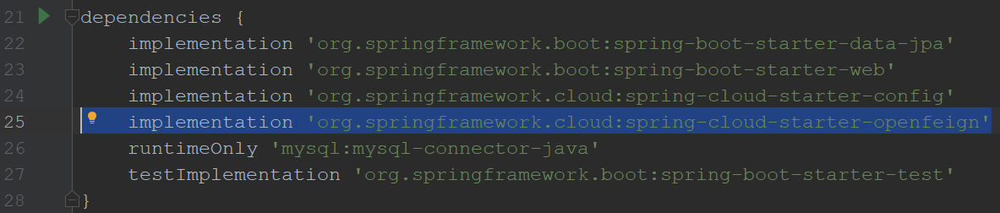 21 dependencies {
22 implementation 'org.springframework.boot:spring-boot-starter-data-jpa'
23 implementation 'org.springframework.boot:spring-boot-starter-web'
24 implementation 'org.springframework.cloud:spring-cloud-starter-config'
25 implementation 'org.springframework.cloud:spring-cloud-starter-openfeign'
26 runtimeOnly 'mysql:mysql-connector-java'
27 testImplementation 'org.springframework.boot:spring-boot-starter-test'
28 }